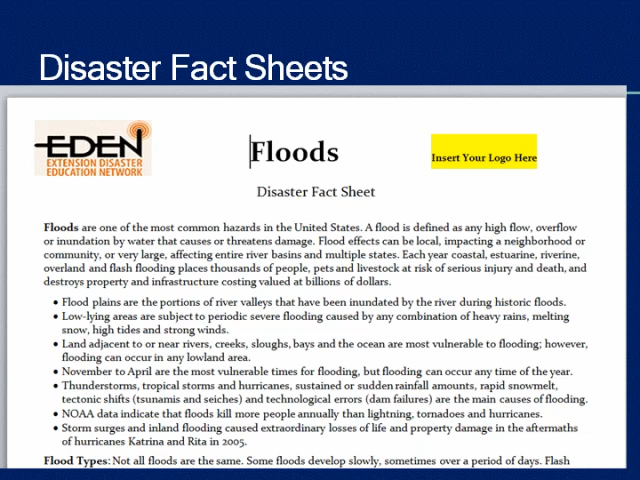 Disaster Fact Sheets
EDEN
EXTENSION DISASTER
EDUCATION NETWORK
Floods
Insert Your Logo Here
Disaster Fact Sheet
Floods are one of the most common hazards in the United States. A flood is defined as any high flow, overflow
or inundation by water that causes or threatens damage. Flood effects can be local, impacting a neighborhood or
community, or very large, affecting entire river basins and multiple states. Each year coastal, estuarine, riverine,
overland and flash flooding places thousands of people, pets and livestock at risk of serious injury and death, and
destroys property and infrastructure costing valued at billions of dollars.
• Flood plains are the portions of river valleys that have been inundated by the river during historic floods.
• Low-lying areas are subject to periodic severe flooding caused by any combination of heavy rains, melting
snow, high tides and strong winds.
• Land adjacent to or near rivers, creeks, sloughs, bays and the ocean are most vulnerable to flooding; however,
flooding can occur in any lowland area.
• November to April are the most vulnerable times for flooding, but flooding can occur any time of the year.
• Thunderstorms, tropical storms and hurricanes, sustained or sudden rainfall amounts, rapid snowmelt,
tectonic shifts (tsunamis and seiches) and technological errors (dam failures) are the main causes of flooding.
• NOAA data indicate that floods kill more people annually than lightning, tornadoes and hurricanes.
• Storm surges and inland flooding caused extraordinary losses of life and property damage in the aftermaths
of hurricanes Katrina and Rita in 2005.
Flood Types: Not all floods are the same. Some floods develop slowly, sometimes over a period of days. Flash